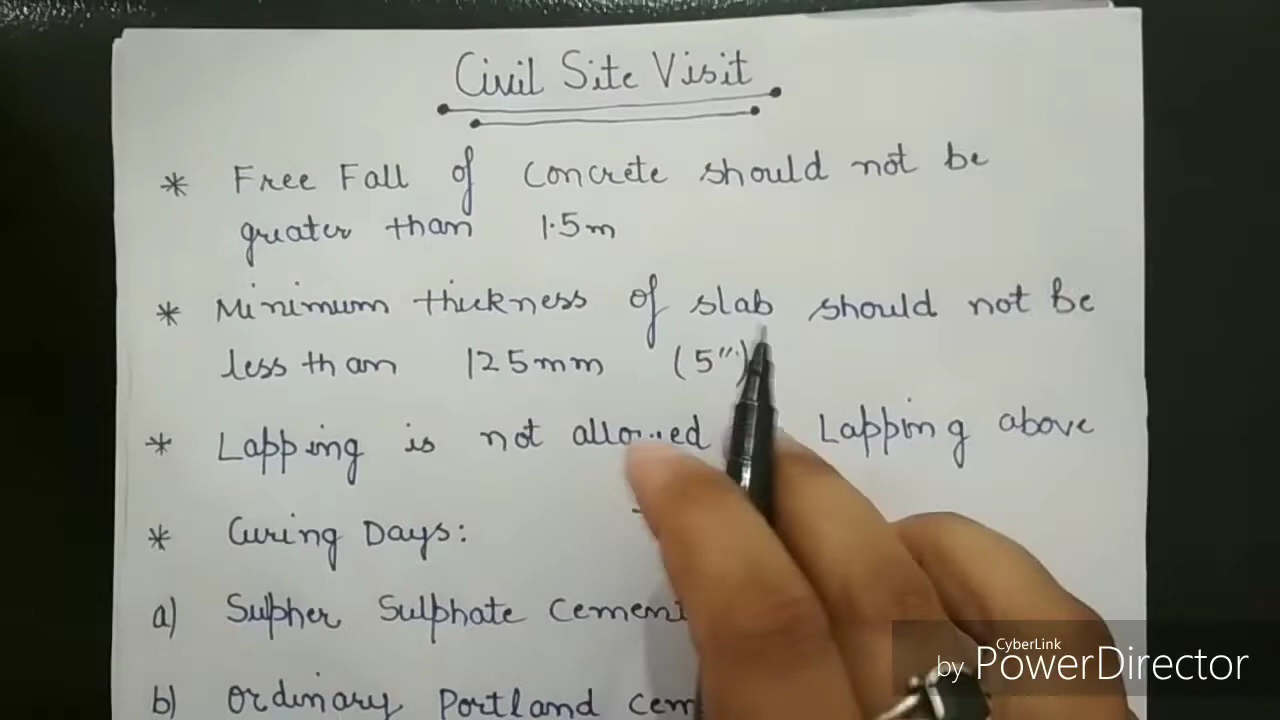 Civil Site Visit
* Free Fall of concrete should not be
greater than 1.5m
* Minimum thickness of slab should not be
less than 125mm (5")
* Lapping is not allowed Lapping above
* Curing Days:
a) Sulpher Sulphate cement
b) Ordinary Portland cem
CyberLink
by PowerDirector